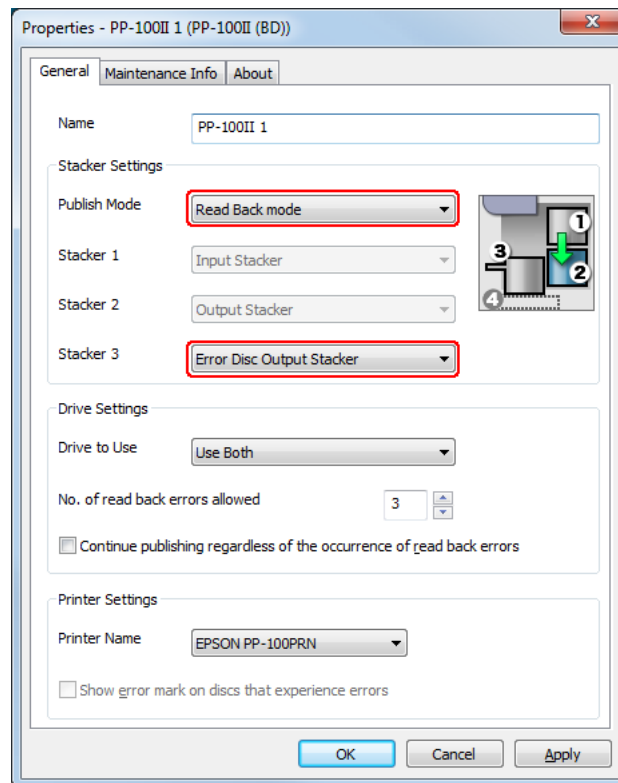 Properties - PP-100II 1 (PP-100II (BD))
General Maintenance Info About
Name PP-100II 1
Stacker Settings
Publish Mode Read Back mode
Stacker 1 Input Stacker
Stacker 2 Output Stacker
Stacker 3 Error Disc Output Stacker
1
3
2
4
Drive Settings
Drive to Use Use Both
No. of read back errors allowed 3
Continue publishing regardless of the occurrence of read back errors
Printer Settings
Printer Name EPSON PP-100PRN
Show error mark on discs that experience errors
OK Cancel Apply